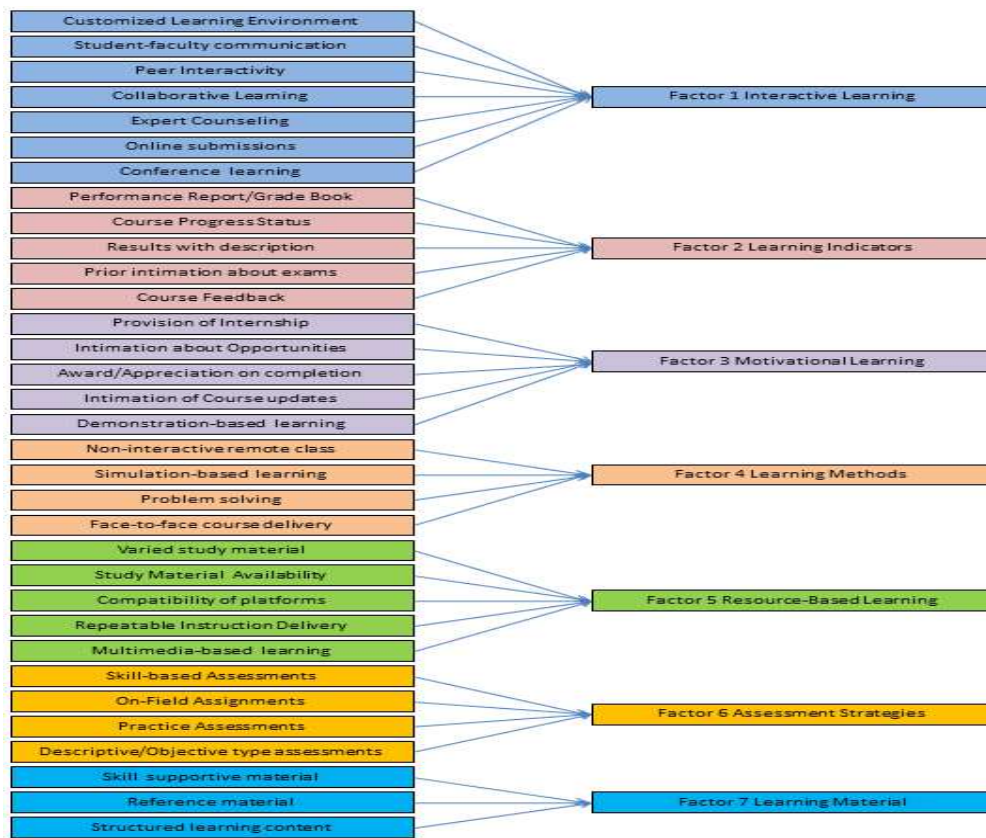 Customized Learning Environment
Student-faculty communication
Peer Interactivity
Collaborative Learning
Expert Counseling
Online submissions
Conference learning
Factor 1 Interactive Learning
Performance Report/Grade Book
Course Progress Status
Results with description
Prior intimation about exams
Course Feedback
Factor 2 Learning Indicators
Provision of Internship
Intimation about Opportunities
Award/Appreciation on completion
Intimation of Course updates
Demonstration-based learning
Factor 3 Motivational Learning
Non-interactive remote class
Simulation-based learning
Problem solving
Face-to-face course delivery
Factor 4 Learning Methods
Varied study material
Study Material Availability
Compatibility of platforms
Repeatable Instruction Delivery
Multimedia-based learning
Factor 5 Resource-Based Learning
Skill-based Assessments
On-Field Assignments
Practice Assessments
Descriptive/Objective type assessments
Factor 6 Assessment Strategies
Skill supportive material
Reference material
Structured learning content
Factor 7 Learning Material